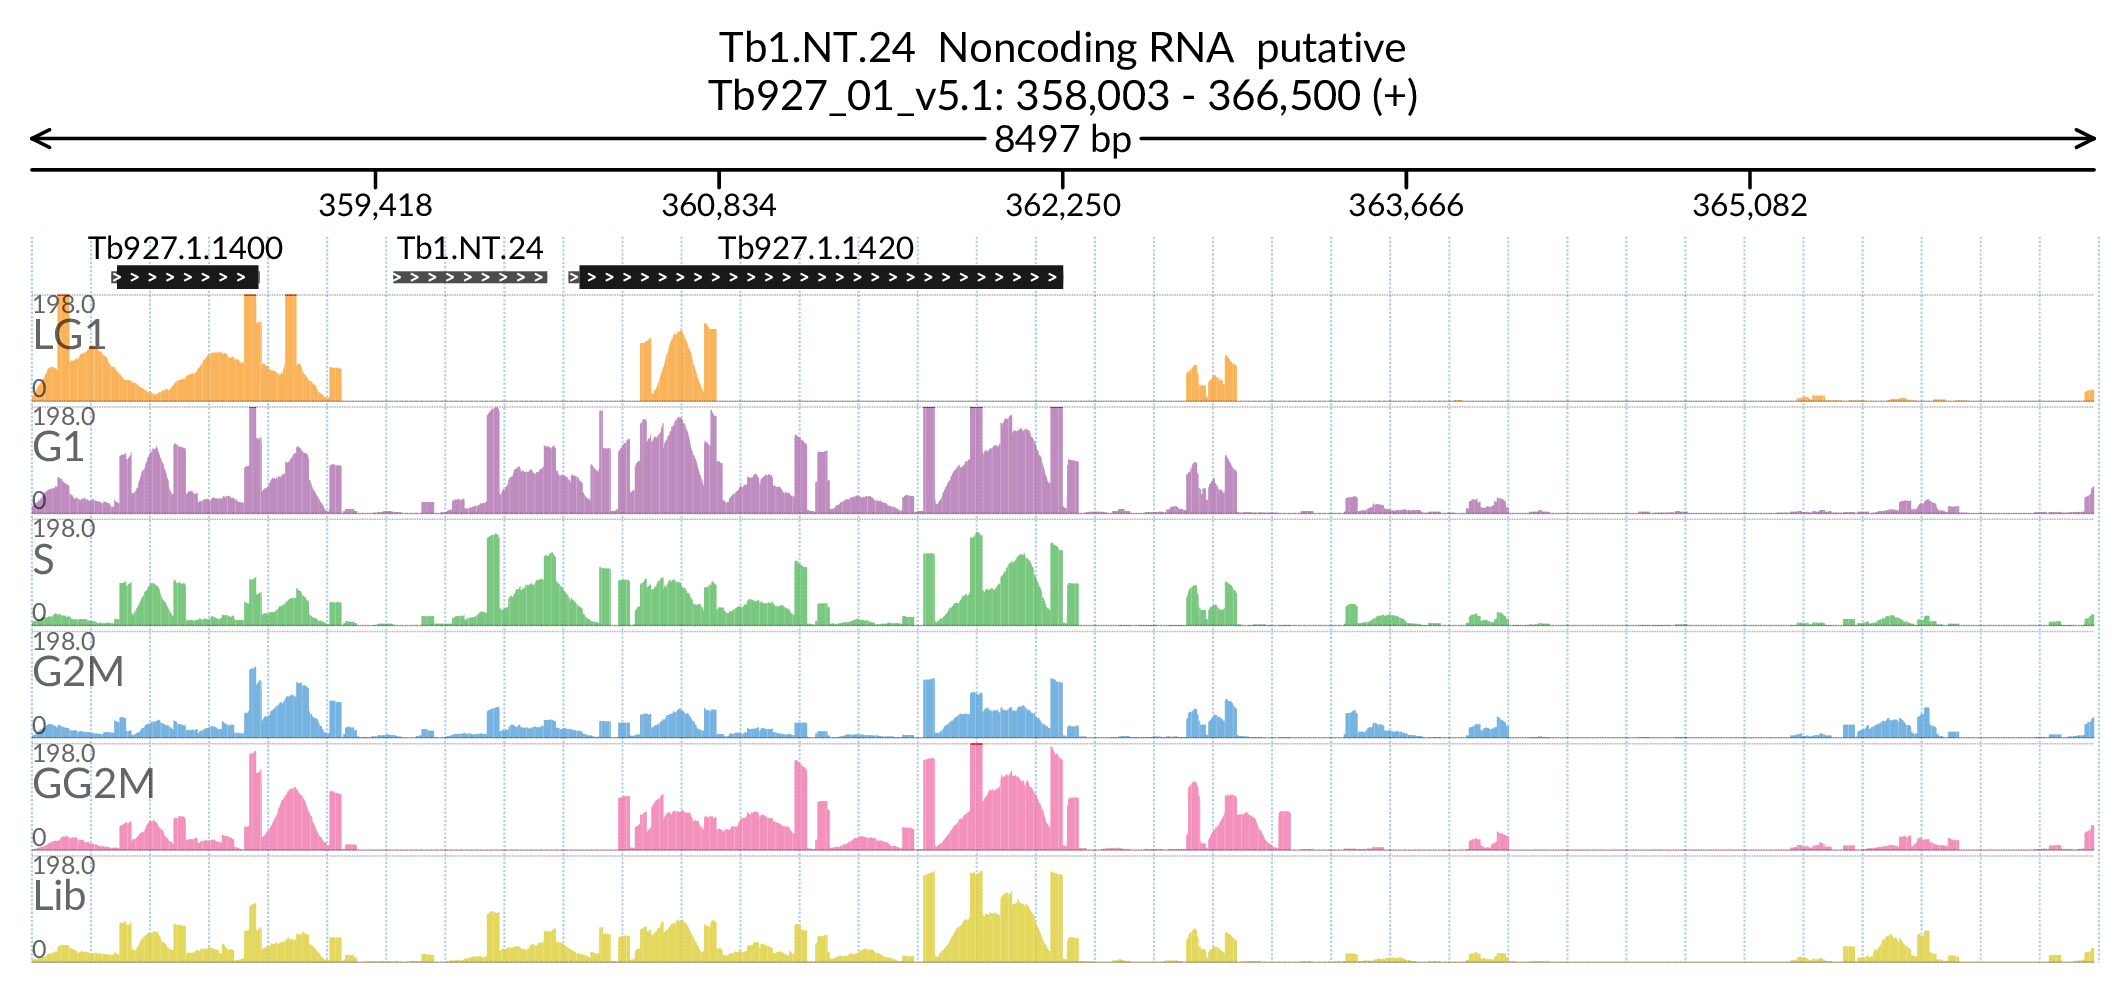 Tb1.NT.24  Noncoding RNA  putative
Tb927_01_v5.1: 358,003 - 366,500 (+)
8497 bp
359,418 360,834 362,250 363,666 365,082
Tb927.1.1400 Tb1.NT.24 Tb927.1.1420
198.0
LG1
0
198.0
G1
0
198.0
S
0
198.0
G2M
0
198.0
GG2M
0
198.0
Lib
0